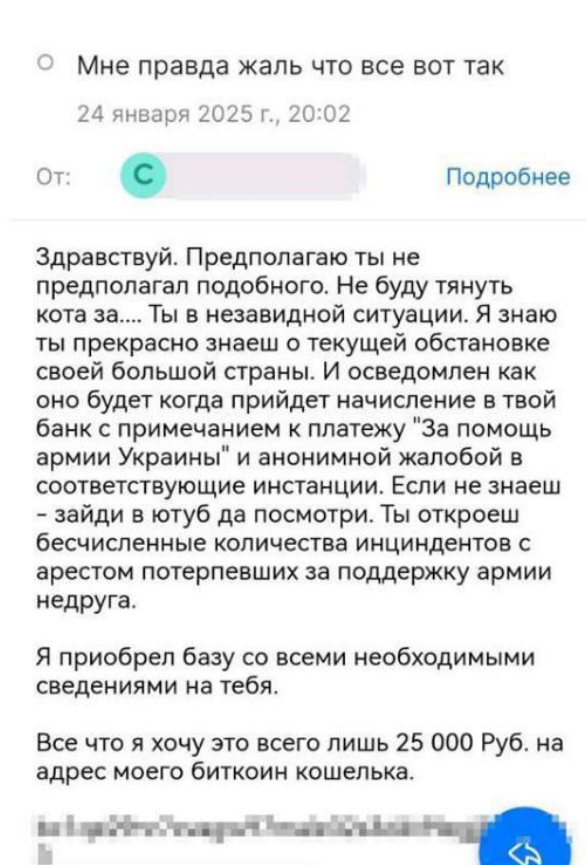 Мне правда жаль что все вот так
24 января 2025 г., 20:02
От:
С
Подробнее
Здравствуй. Предполагаю ты не
предполагал подобного. Не буду тянуть
кота за.... Ты в незавидной ситуации. Я знаю
ты прекрасно знаешь о текущей обстановке
своей большой страны. И осведомлен как
оно будет когда прийдет начисление в твой
банк с примечанием к платежу "За помощь
армии Украины" и анонимной жалобой в
соответствующие инстанции. Если не знаеш
- зайди в ютуб да посмотри. Ты откроеш
бесчисленные количества инциндентов с
арестом потерпевших за поддержку армии
недруга.
Я приобрел базу со всеми необходимыми
сведениями на тебя.
Все что я хочу это всего лишь 25 000 Руб. на
адрес моего биткоин кошелька.